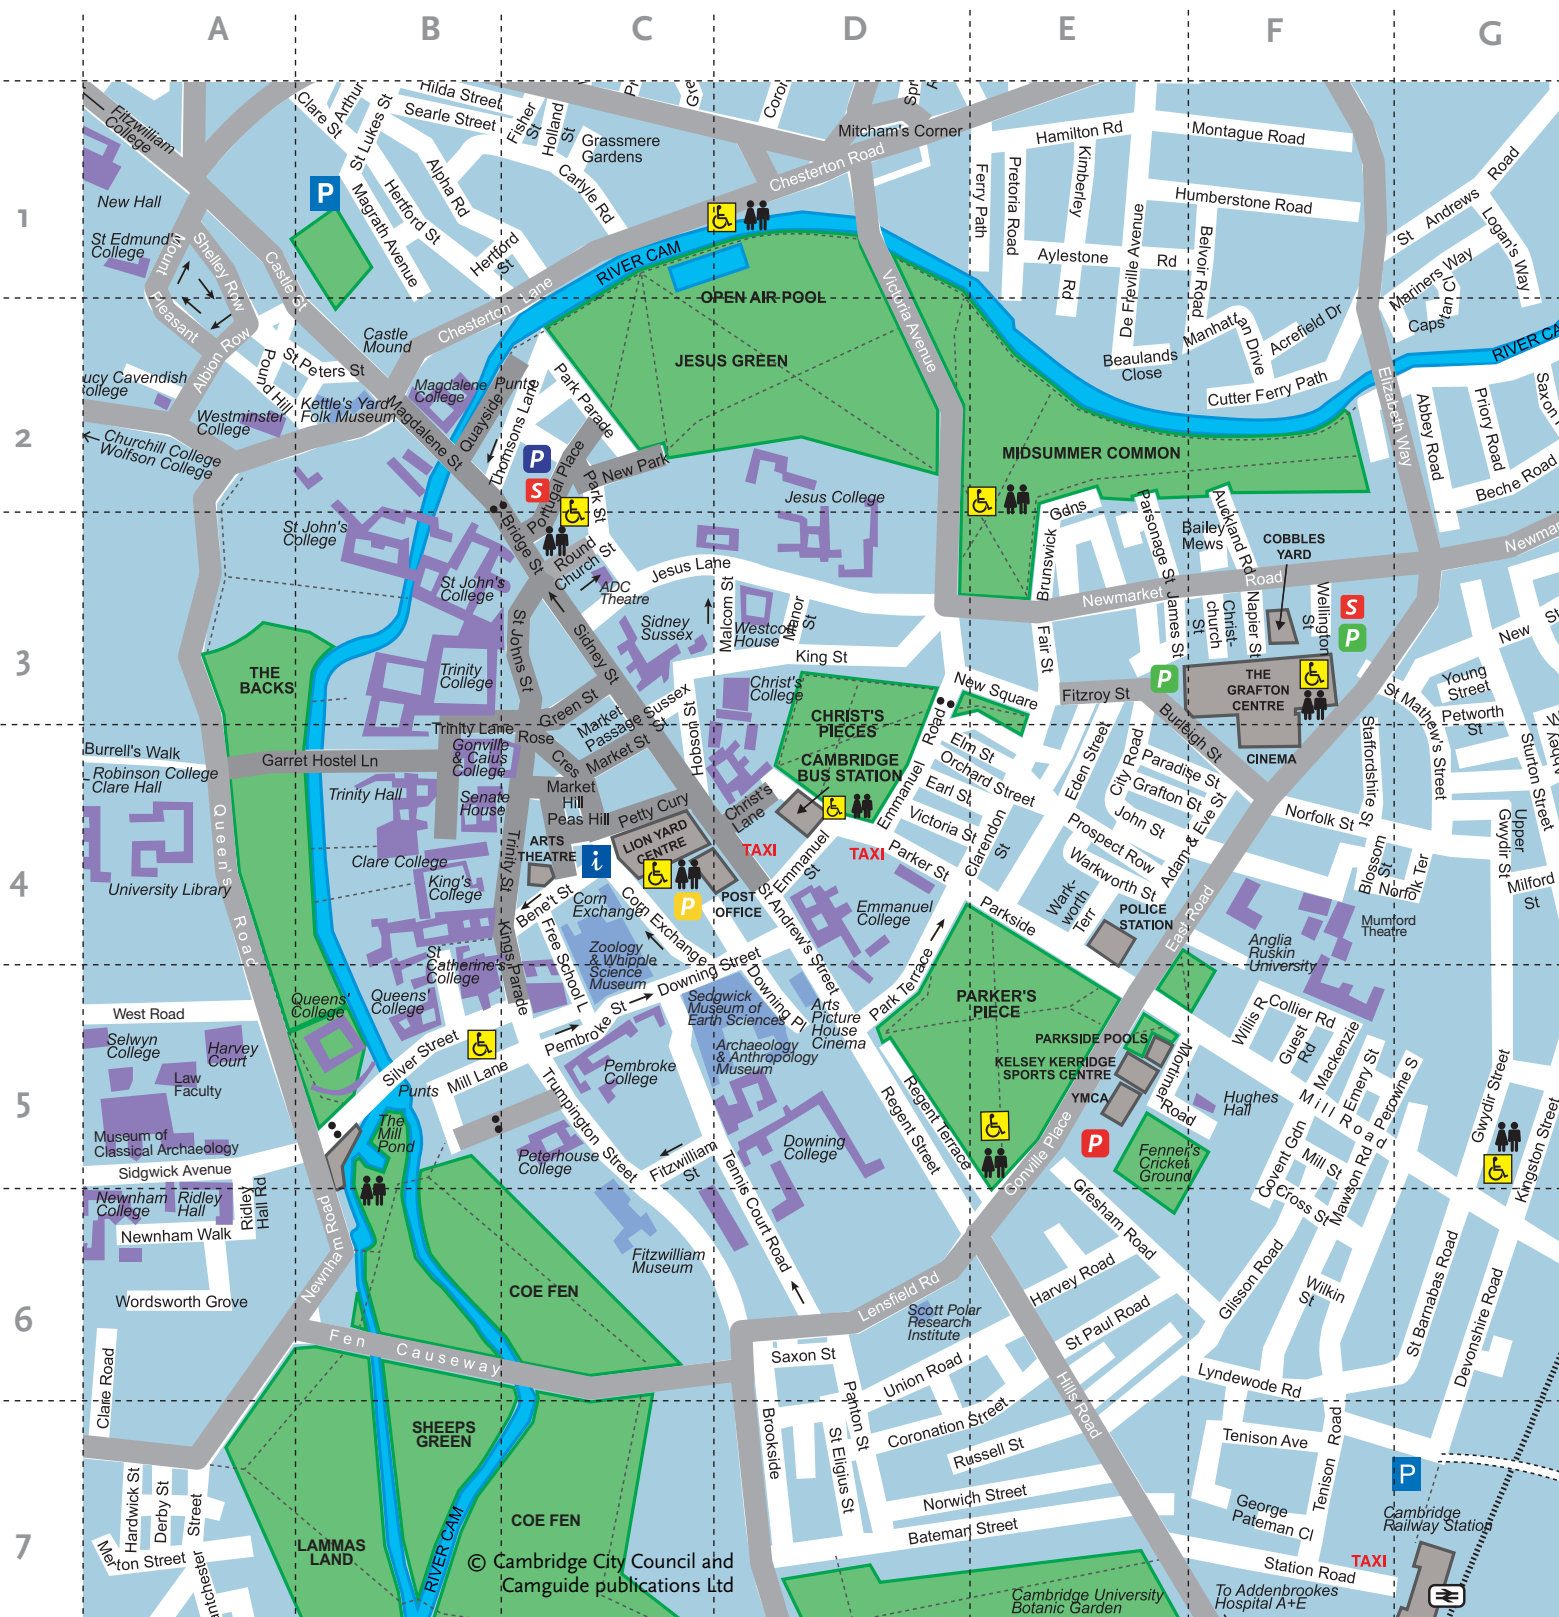 A
B
C
D
E
F
G
1
2
3
4
5
6
7
Fitzwilliam
College
Clare St
Arthur
St Lukes St
Hilda Street
Searle Street
Fisher
St
Holland
St
Grassmere
Gardens
Carlyle Rd
Mitcham's Corner
Chesterton Road
Hamilton Rd
Montague Road
Ferry Path
Pretoria Road
Kimberley
Rd
Humberstone Road
Aylestone
Rd
De Freville Avenue
Belvoir Road
St Andrews
Road
Logan's Way
Mariners Way
Capstan Cl
New Hall
St Edmund's
College
Mount
Pleasant
Shelley Row
Albion Row
Castle St
P
Magrath Avenue
Hertford St
Alpha Rd
Hertford
St
Chesterton Lane
RIVER CAM
OPEN AIR POOL
JESUS GREEN
Victoria Avenue
Manhattan Drive
Acrefield Dr
Beaulands
Close
Cutter Ferry Path
Elizabeth Way
Abbey Road
Priory Road
Saxon
Beche Road
Castle
Mound
St Peters St
Pound Hill
ucy Cavendish
ollege
Westminster
College
Kettle's Yard
Folk Museum
Magdalene
College
Quayside-Punts
Magdalene St
Thomsons Lane
Park Parade
Portugal Place
New Park
Park St
Churchill College
Wolfson College
MIDSUMMER COMMON
P
S
Jesus College
Bridge St
Round
Church St
ADC
Theatre
Jesus Lane
St John's
College
St John's
College
Sidney
Sussex
Malcom St
Westcott
House
Manor
St
King St
Brunswick
Gdns
Parsonage St
Bailey
Mews
Auckland Rd
COBBLES
YARD
Newmarket
Road
Newmar
James St
Christ-
church
St
Napier St
Wellington
St
S
P
Fair St
Fitzroy St
P
THE
GRAFTON
CENTRE
CINEMA
Burleigh St
New St
Young
Street
Petworth
St
St Mathew's Street
Staffordshire St
Sturton Street
THE
BACKS
Trinity
College
St Johns St
Sidney St
Green St
Market
Passage
Sussex St
Market St
Hobson St
Christ's
College
CHRIST'S
PIECES
CAMBRIDGE
BUS STATION
New Square
Emmanuel Road
Elm St
Orchard Street
Earl St
Victoria St
Parker St
Clarendon
St
Eden Street
City Road
Paradise St
Grafton St
John St
Prospect Row
Warkworth St
Adam & Eve St
Norfolk St
Blossom
St
Norfolk Ter
Upper
Gwydir St
Milford
St
Burrell's Walk
Garret Hostel Ln
Trinity Lane
Rose
Cres
Gonville
& Caius
College
Robinson College
Clare Hall
Trinity Hall
Senate
House
Market
Hill
Peas Hill
Petty Cury
LION YARD
CENTRE
Christ's
Lane
TAXI
TAXI
ARTS
THEATRE
i
P
POST
OFFICE
Emmanuel
St
Clare College
University Library
King's
College
Trinity St
Kings Parade
Bene't St
Corn
Exchange
Corn Exchange
St Andrew's Street
Emmanuel
College
Parkside
Wark-
worth
Terr
POLICE
STATION
East Road
Anglia
Ruskin
University
Mumford
Theatre
Queen's
Road
Free School L
Zoology
& Whipple
Science
Museum
Downing Street
Downing Pl
St
Catherine's
College
Queens'
College
Queens'
College
Sedgwick
Museum of
Earth Sciences
Arts
Picture
House
Cinema
Archaeology
& Anthropology
Museum
Park Terrace
PARKER'S
PIECE
PARKSIDE POOLS
KELSEY KERRIDGE
SPORTS CENTRE
YMCA
P
Mortimer
Road
Willis R
Collier Rd
Guest
Rd
Mackenzie
Emery St
Perowne S
Mill Road
Gwydir Street
Kingston Street
West Road
Selwyn
College
Harvey
Court
Law
Faculty
Museum of
Classical Archaeology
Sidgwick Avenue
Silver Street
Punts
Mill Lane
Pembroke St
Pembroke
College
The
Mill
Pond
Trumpington Street
Peterhouse
College
Fitzwilliam
St
Tennis Court Road
Downing
College
Regent Street
Regent Terrace
Gonville Place
Fenner's
Cricket
Ground
Hughes
Hall
Covent Gdn
Mill St
Cross St
Mawson Rd
Newnham
College
Ridley
Hall
Ridley
Hall Rd
Newnham Walk
Newnham Road
Wordsworth Grove
Clare Road
COE FEN
Fitzwilliam
Museum
Lensfield Rd
Scott Polar
Research
Institute
Gresham Road
Harvey Road
St Paul Road
Glisson Road
Wilkin
St
St Barnabas Road
Devonshire Road
Fen Causeway
Saxon St
Union Road
Panton St
Coronation Street
Russell St
Brookside
St Eligius St
Norwich Street
Bateman Street
Hills Road
Lyndewode Rd
Tenison Ave
Tenison Road
George
Pateman Cl
P
Cambridge
Railway Station
TAXI
Station Road
To Addenbrookes
Hospital A+E
Cambridge University
Botanic Garden
SHEEPS
GREEN
COE FEN
LAMMAS
LAND
RIVER CAM
Hardwick St
Derby St
Street
Merton Street
antchester
© Cambridge City Council and
Camguide publications Ltd